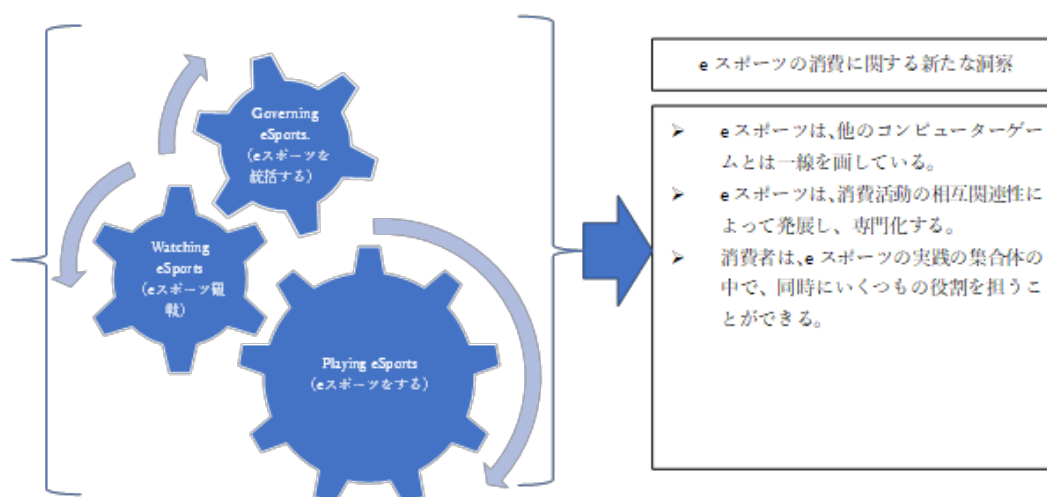 Governing
eSports.
(eスポーツを
統括する)
Watching
eSports
(eスポーツ観
戦)
Playing eSports
(eスポーツをする)
e スポーツの消費に関する新たな洞察
➢ e スポーツは、他のコンピューターゲー
ムとは一線を画している。
➢ e スポーツは、消費活動の相互関連性に
よって発展し、専門化する。
➢ 消費者は、e スポーツの実践の集合体の
中で、同時にいくつもの役割を担うこ
とができる。